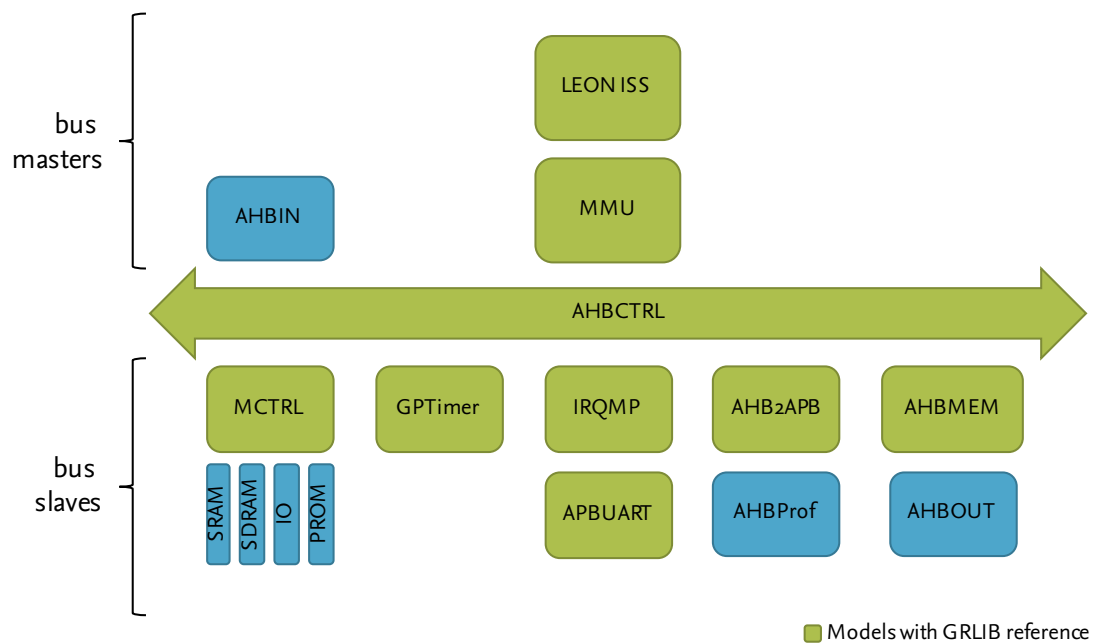 LEON ISS
bus
masters
AHBIN
MMU
AHBCTRL
MCTRL
GPTimer
IRQMP
AHB2APB
AHBMEM
bus
slaves
SRAM
SDRAM
IO
PROM
APBUART
AHBProf
AHBOUT
Models with GRLIB reference